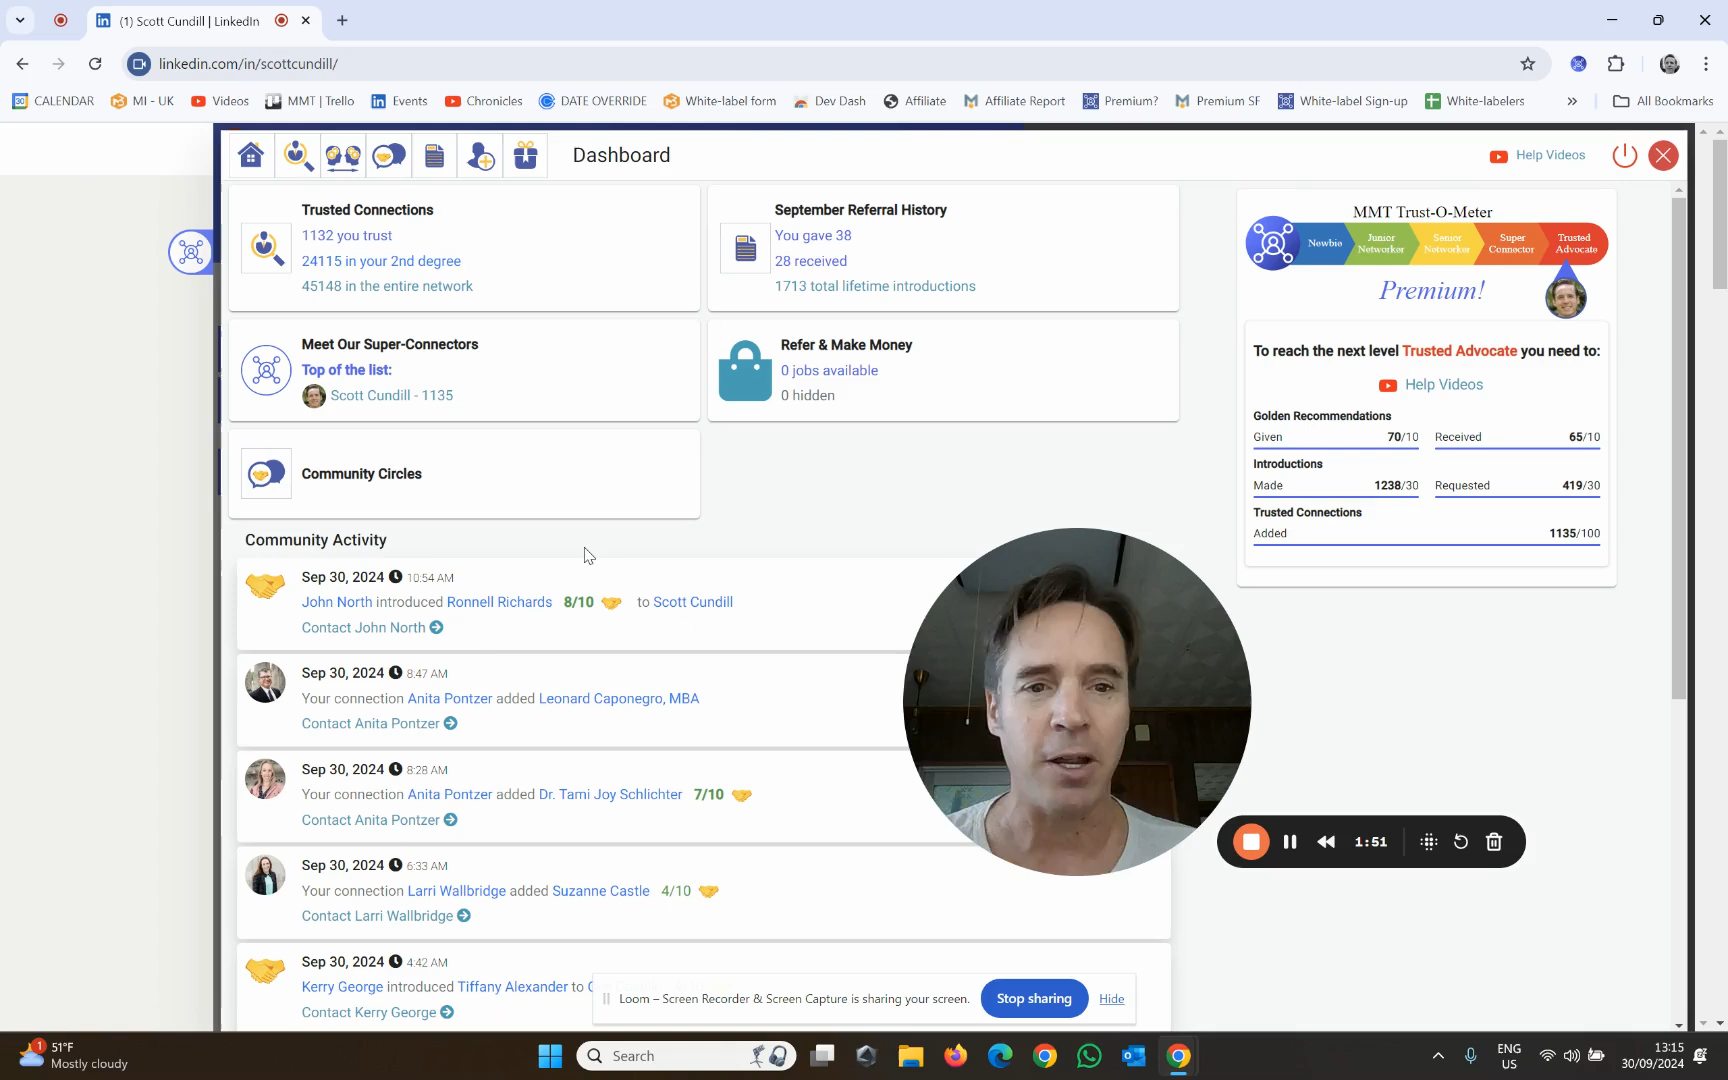 (1) Scott Cundill | LinkedIn
linkedin.com/in/scottcundill/
CALENDAR
MI - UK
Videos
MMT | Trello
Events
Chronicles
DATE OVERRIDE
White-label form
Dev Dash
Affiliate
Affiliate Report
Premium?
Premium SF
White-label Sign-up
White-labelers
All Bookmarks
Dashboard
Help Videos
Trusted Connections
1132 you trust
24115 in your 2nd degree
45148 in the entire network
September Referral History
You gave 38
28 received
1713 total lifetime introductions
Meet Our Super-Connectors
Top of the list:
Scott Cundill - 1135
Refer & Make Money
0 jobs available
0 hidden
Community Circles
MMT Trust-O-Meter
Newbie
Junior Networker
Senior Networker
Super Connector
Trusted Advocate
Premium!
To reach the next level Trusted Advocate you need to:
Help Videos
Golden Recommendations
Given 70/10 Received 65/10
Introductions
Made 1238/30 Requested 419/30
Trusted Connections
Added 1135/100
Community Activity
Sep 30, 2024 10:54 AM
John North introduced Ronnell Richards 8/10 to Scott Cundill
Contact John North
Sep 30, 2024 8:47 AM
Your connection Anita Pontzer added Leonard Caponegro, MBA
Contact Anita Pontzer
Sep 30, 2024 8:28 AM
Your connection Anita Pontzer added Dr. Tami Joy Schlichter 7/10
Contact Anita Pontzer
Sep 30, 2024 6:33 AM
Your connection Larri Wallbridge added Suzanne Castle 4/10
Contact Larri Wallbridge
Sep 30, 2024 4:42 AM
Kerry George introduced Tiffany Alexander to
Contact Kerry George
1:51
Loom – Screen Recorder & Screen Capture is sharing your screen.
Stop sharing
Hide
1
51°F
Mostly cloudy
Search
ENG
US
13:15
30/09/2024